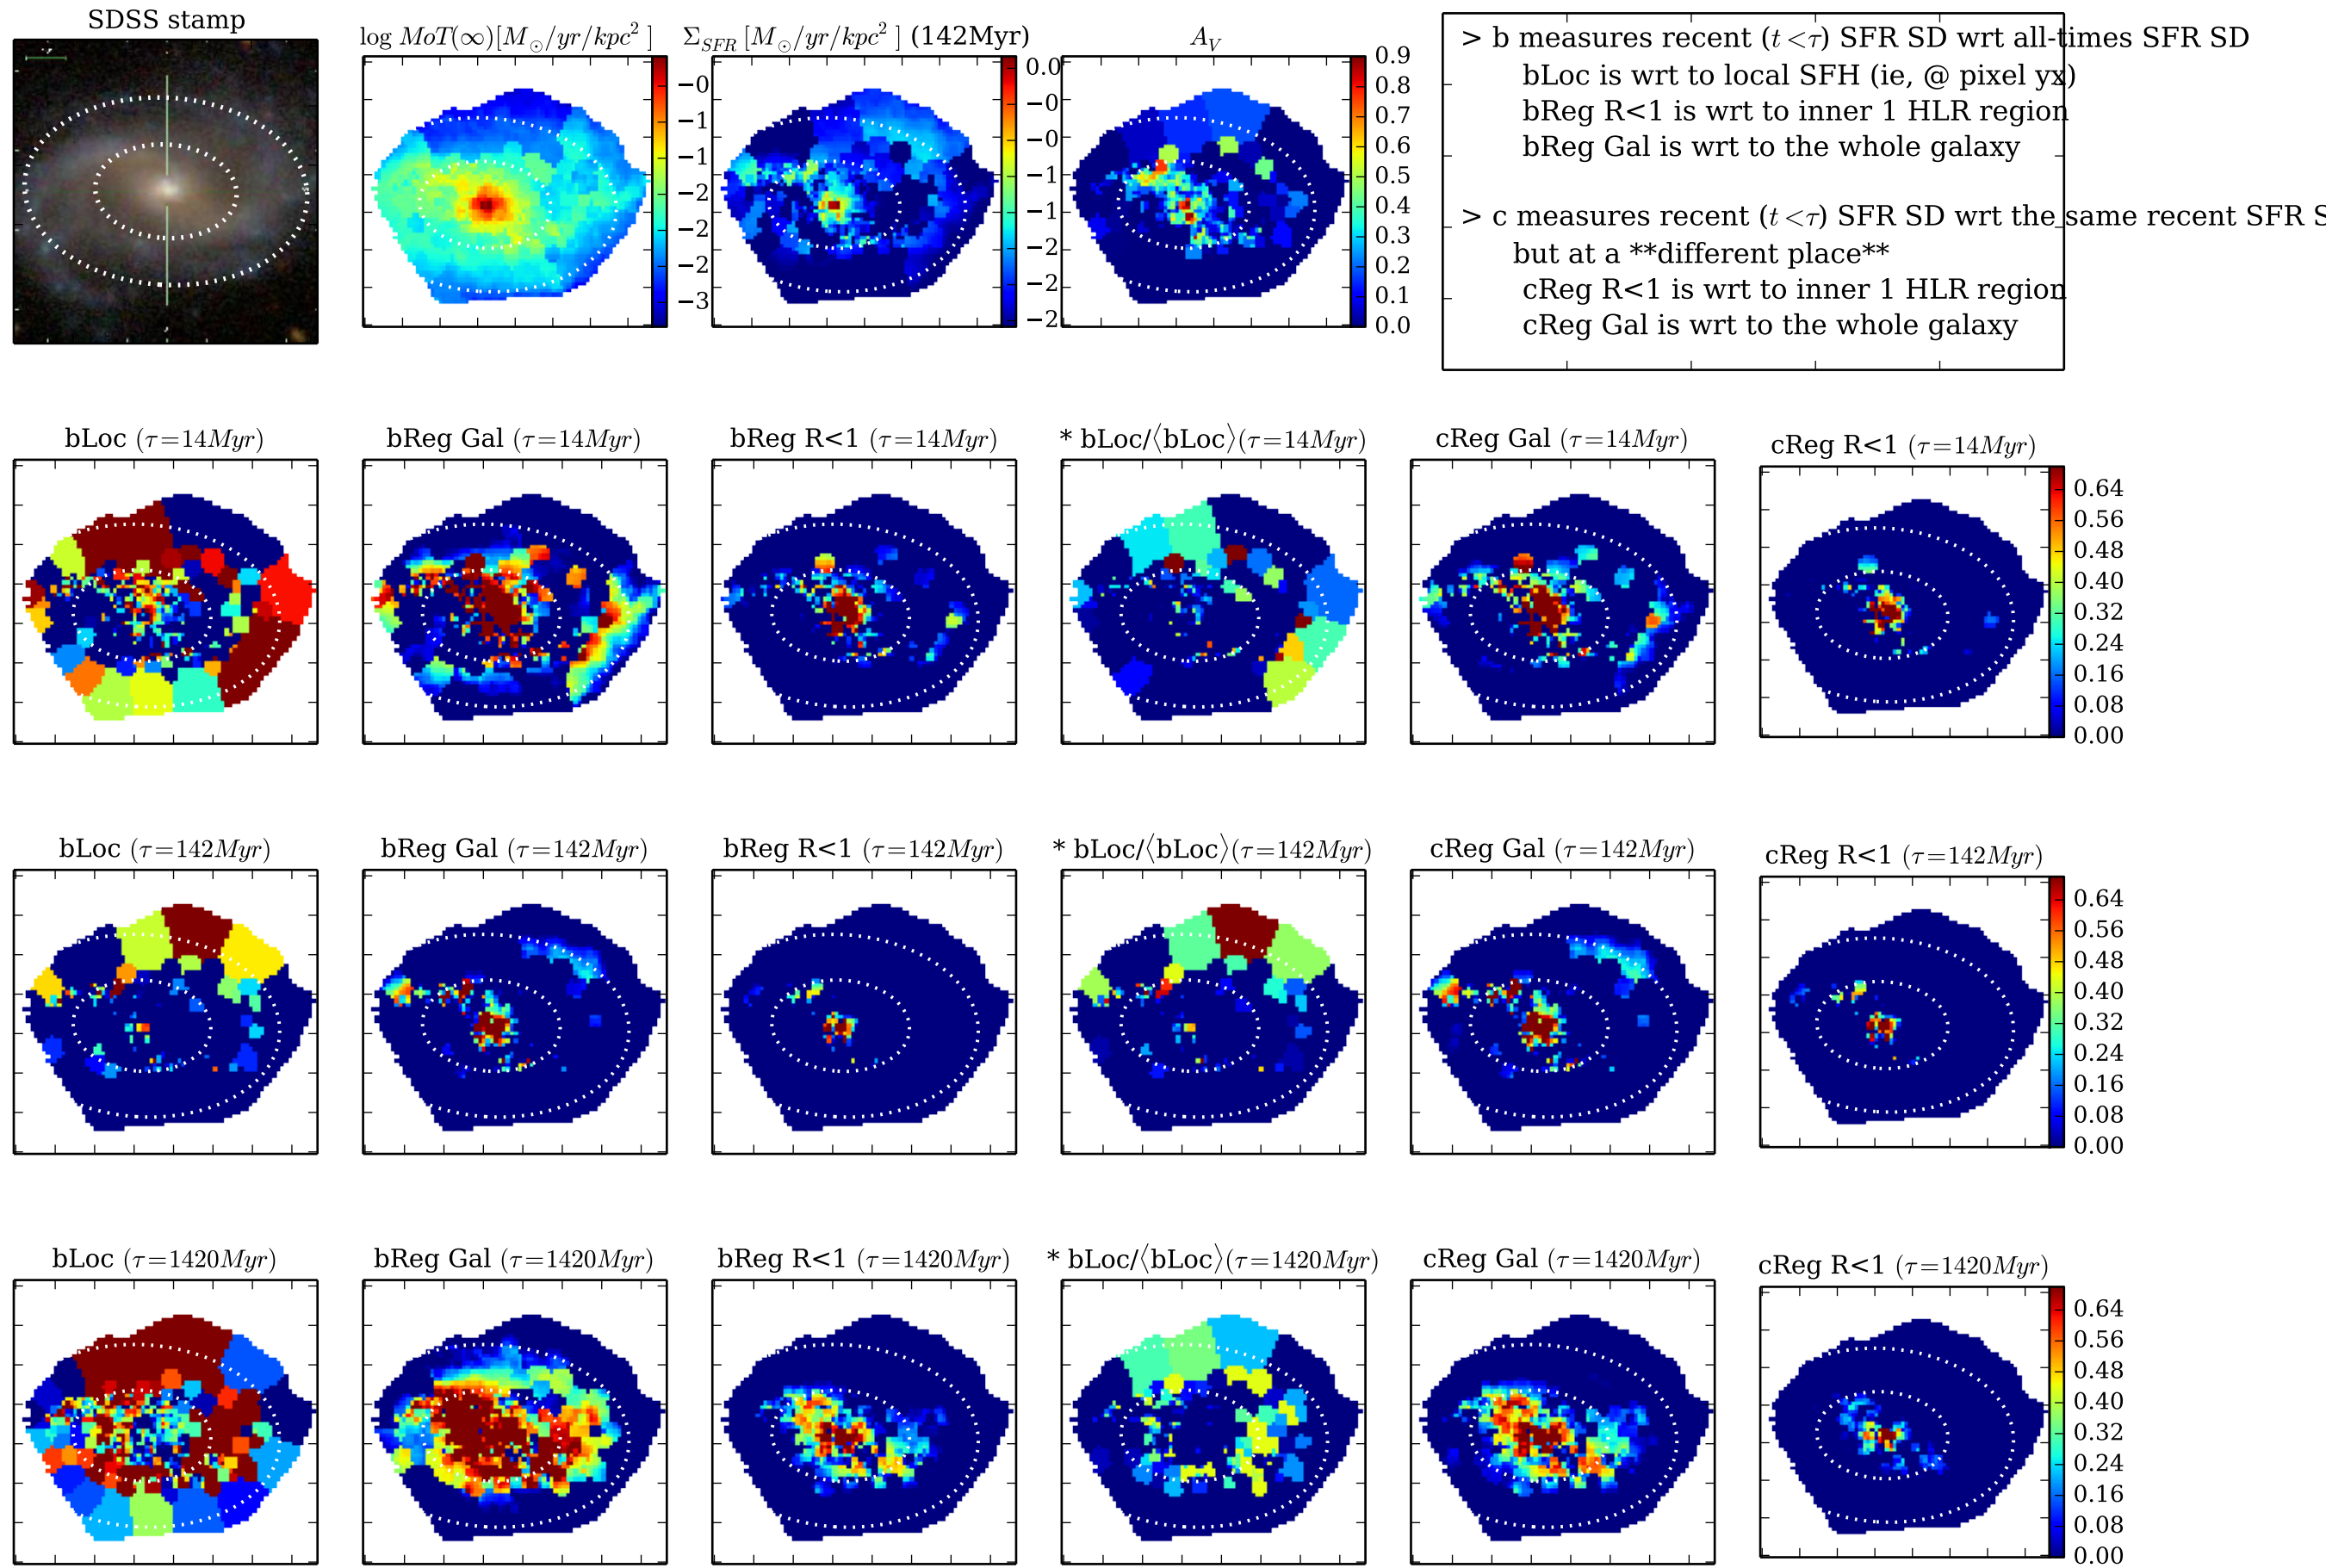 SDSS stamp
log MoT(∞)[M⊙/yr/kpc² ]
Σ_SFR [M⊙/yr/kpc² ] (142Myr)
A_V
−0
−1
−1
−2
−2
−2
−3
0.0
−0
−0
−1
−1
−2
−2
−2
0.9
0.8
0.7
0.6
0.5
0.4
0.3
0.2
0.1
0.0
> b measures recent (t <τ) SFR SD wrt all-times SFR SD
bLoc is wrt to local SFH (ie, @ pixel yx)
bReg R<1 is wrt to inner 1 HLR region
bReg Gal is wrt to the whole galaxy
> c measures recent (t <τ) SFR SD wrt the same recent SFR S
but at a **different place**
cReg R<1 is wrt to inner 1 HLR region
cReg Gal is wrt to the whole galaxy
bLoc (τ=14Myr)
bReg Gal (τ=14Myr)
bReg R<1 (τ=14Myr)
* bLoc/⟨bLoc⟩(τ=14Myr)
cReg Gal (τ=14Myr)
cReg R<1 (τ=14Myr)
0.64
0.56
0.48
0.40
0.32
0.24
0.16
0.08
0.00
bLoc (τ=142Myr)
bReg Gal (τ=142Myr)
bReg R<1 (τ=142Myr)
* bLoc/⟨bLoc⟩(τ=142Myr)
cReg Gal (τ=142Myr)
cReg R<1 (τ=142Myr)
0.64
0.56
0.48
0.40
0.32
0.24
0.16
0.08
0.00
bLoc (τ=1420Myr)
bReg Gal (τ=1420Myr)
bReg R<1 (τ=1420Myr)
* bLoc/⟨bLoc⟩(τ=1420Myr)
cReg Gal (τ=1420Myr)
cReg R<1 (τ=1420Myr)
0.64
0.56
0.48
0.40
0.32
0.24
0.16
0.08
0.00